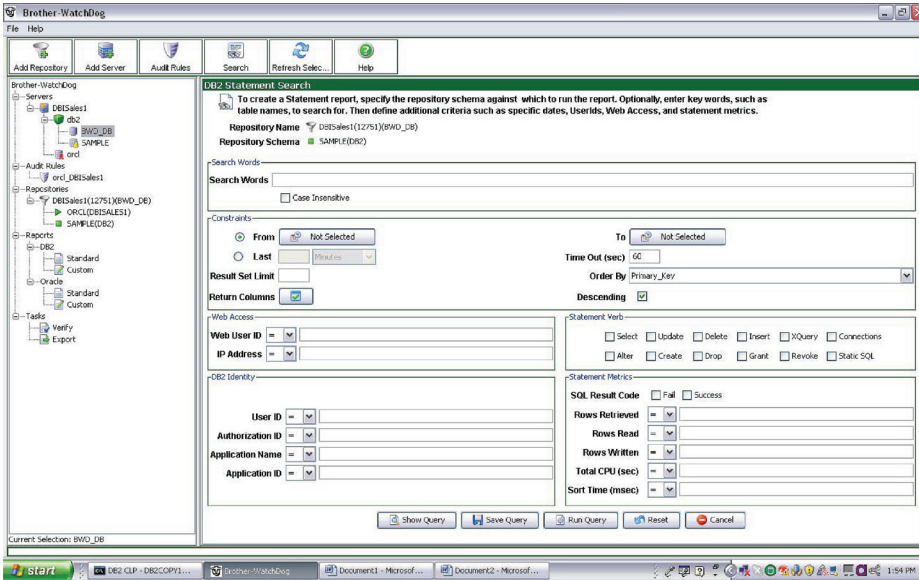 Brother-WatchDog
File Help
Add Repository Add Server Audit Rules Search Refresh Selec... Help
Brother-WatchDog
Servers
DBISales1
db2
BWD_DB
SAMPLE
orcl
Audit Rules
orcl_DBISales1
Repositories
DBISales1(12751)(BWD_DB)
ORCL(DBISALES1)
SAMPLE(DB2)
Reports
DB2
Standard
Custom
Oracle
Standard
Custom
Tasks
Verify
Export
Current Selection: BWD_DB
DB2 Statement Search
To create a Statement report, specify the repository schema against which to run the report. Optionally, enter key words, such as
table names, to search for. Then define additional criteria such as specific dates, UserIds, Web Access, and statement metrics.
Repository Name DBISales1(12751)(BWD_DB)
Repository Schema SAMPLE(DB2)
Search Words
Search Words
Case Insensitive
Constraints
From Not Selected To Not Selected
Last Minutes Time Out (sec) 60
Result Set Limit Order By Primary_Key
Return Columns Descending
Web Access
Web User ID =
IP Address =
Statement Verb
Select Update Delete Insert XQuery Connections
Alter Create Drop Grant Revoke Static SQL
DB2 Identity
User ID =
Authorization ID =
Application Name =
Application ID =
Statement Metrics
SQL Result Code Fail Success
Rows Retrieved =
Rows Read =
Rows Written =
Total CPU (sec) =
Sort Time (msec) =
Show Query Save Query Run Query Reset Cancel
start DB2 CLP - DB2COPY1... Brother-WatchDog Document1 - Microsof... Document2 - Microsof... 1:54 PM